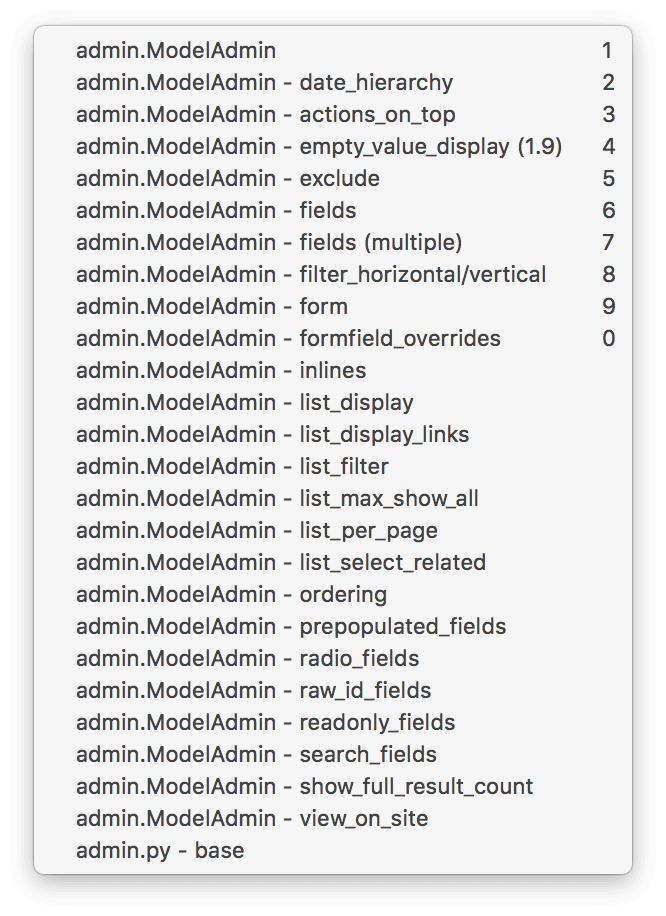 admin.ModelAdmin 1
admin.ModelAdmin - date_hierarchy 2
admin.ModelAdmin - actions_on_top 3
admin.ModelAdmin - empty_value_display (1.9) 4
admin.ModelAdmin - exclude 5
admin.ModelAdmin - fields 6
admin.ModelAdmin - fields (multiple) 7
admin.ModelAdmin - filter_horizontal/vertical 8
admin.ModelAdmin - form 9
admin.ModelAdmin - formfield_overrides 0
admin.ModelAdmin - inlines
admin.ModelAdmin - list_display
admin.ModelAdmin - list_display_links
admin.ModelAdmin - list_filter
admin.ModelAdmin - list_max_show_all
admin.ModelAdmin - list_per_page
admin.ModelAdmin - list_select_related
admin.ModelAdmin - ordering
admin.ModelAdmin - prepopulated_fields
admin.ModelAdmin - radio_fields
admin.ModelAdmin - raw_id_fields
admin.ModelAdmin - readonly_fields
admin.ModelAdmin - search_fields
admin.ModelAdmin - show_full_result_count
admin.ModelAdmin - view_on_site
admin.py - base